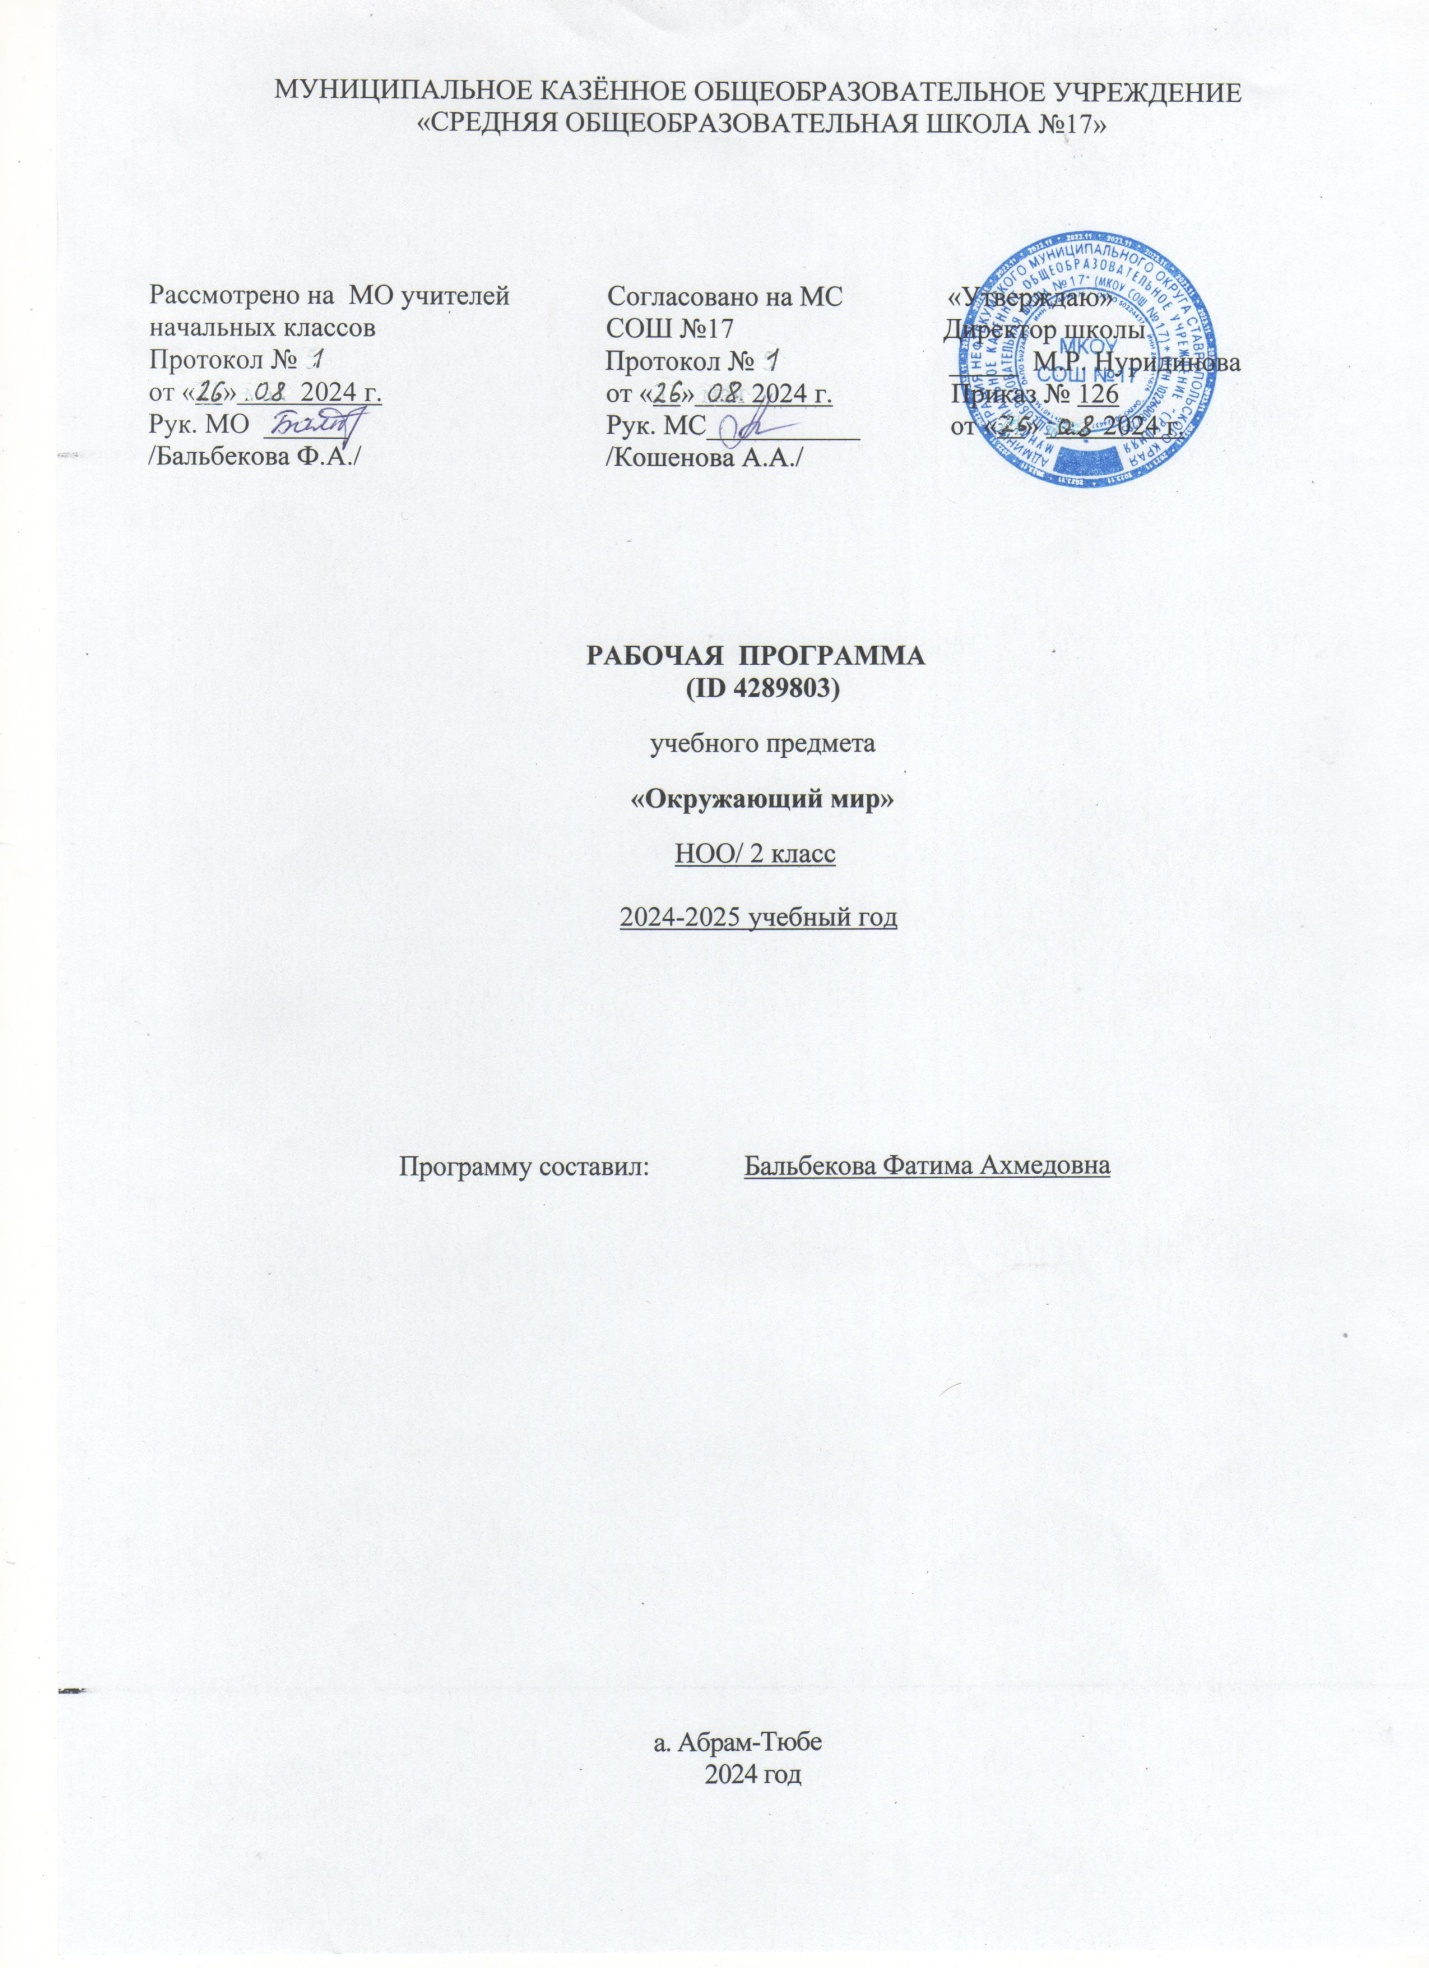 МУНИЦИПАЛЬНОЕ КАЗЁННОЕ ОБЩЕОБРАЗОВАТЕЛЬНОЕ УЧРЕЖДЕНИЕ
«СРЕДНЯЯ ОБЩЕОБРАЗОВАТЕЛЬНАЯ ШКОЛА №17»
Рассмотрено на МО учителей
начальных классов
Протокол № 1
от «26» 08 2024 г.
Рук. МО
/Бальбекова Ф.А./
Согласовано на МС
СОШ №17
Протокол № 1
от «26» 08. 2024 г.
Рук. МС
/Кошенова А.А./
«Утверждаю»
Директор школы
М.Р. Нуридинова
Приказ № 126
от «26» 08 2024 г.
МКОУ
СОШ №17
РАБОЧАЯ ПРОГРАММА
(ID 4289803)
учебного предмета
«Окружающий мир»
НОО/ 2 класс
2024-2025 учебный год
Программу составил: Бальбекова Фатима Ахмедовна
а. Абрам-Тюбе
2024 год